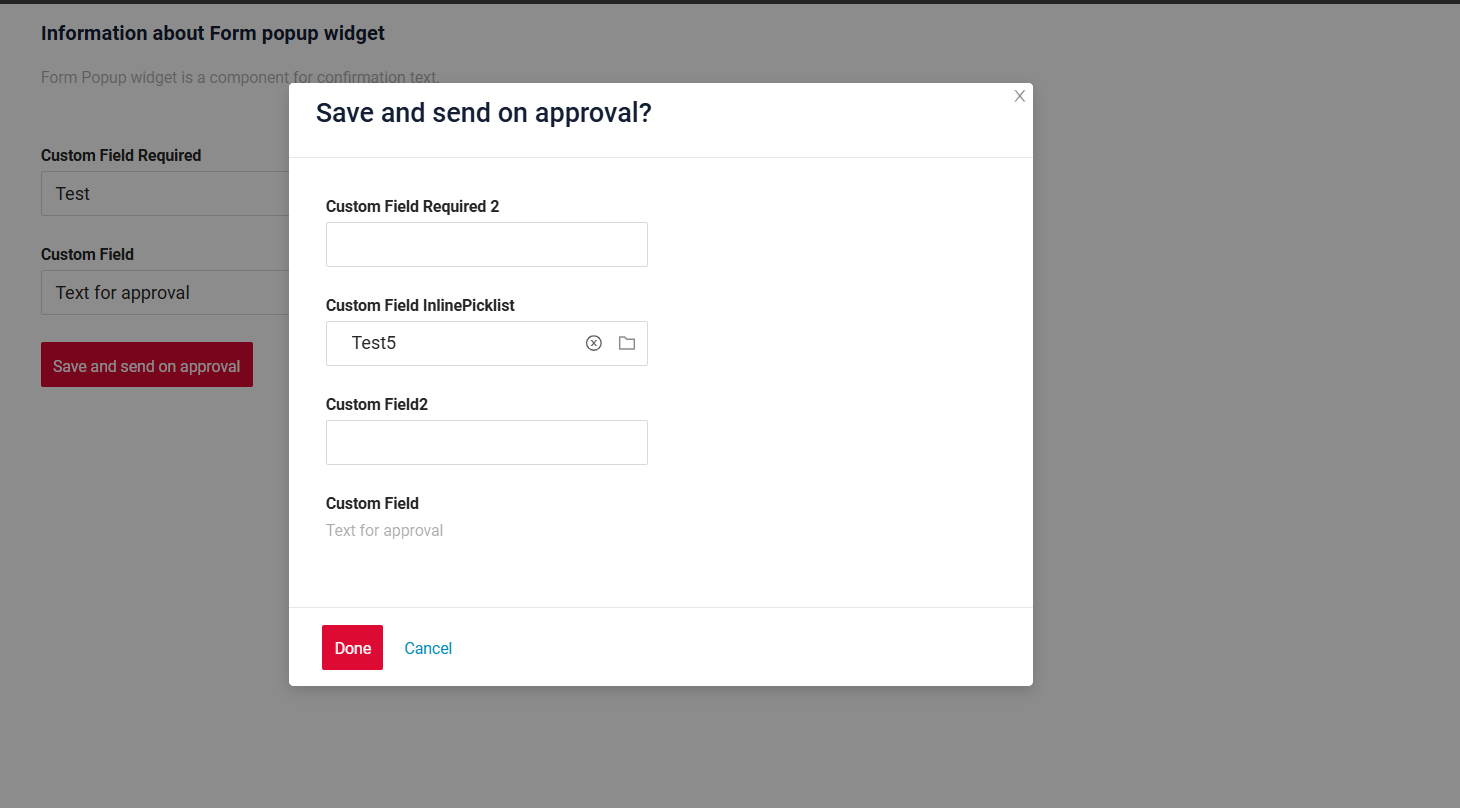 Information about Form popup widget
Form Popup widget is a component for confirmation text.
Custom Field Required
Test
Custom Field
Text for approval
Save and send on approval
Save and send on approval?
X
Custom Field Required 2
Custom Field InlinePicklist
Test5
Custom Field2
Custom Field
Text for approval
Done
Cancel